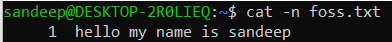 sandeep@DESKTOP-2R0LIEQ:~$ cat -n foss.txt
     1  hello my name is sandeep